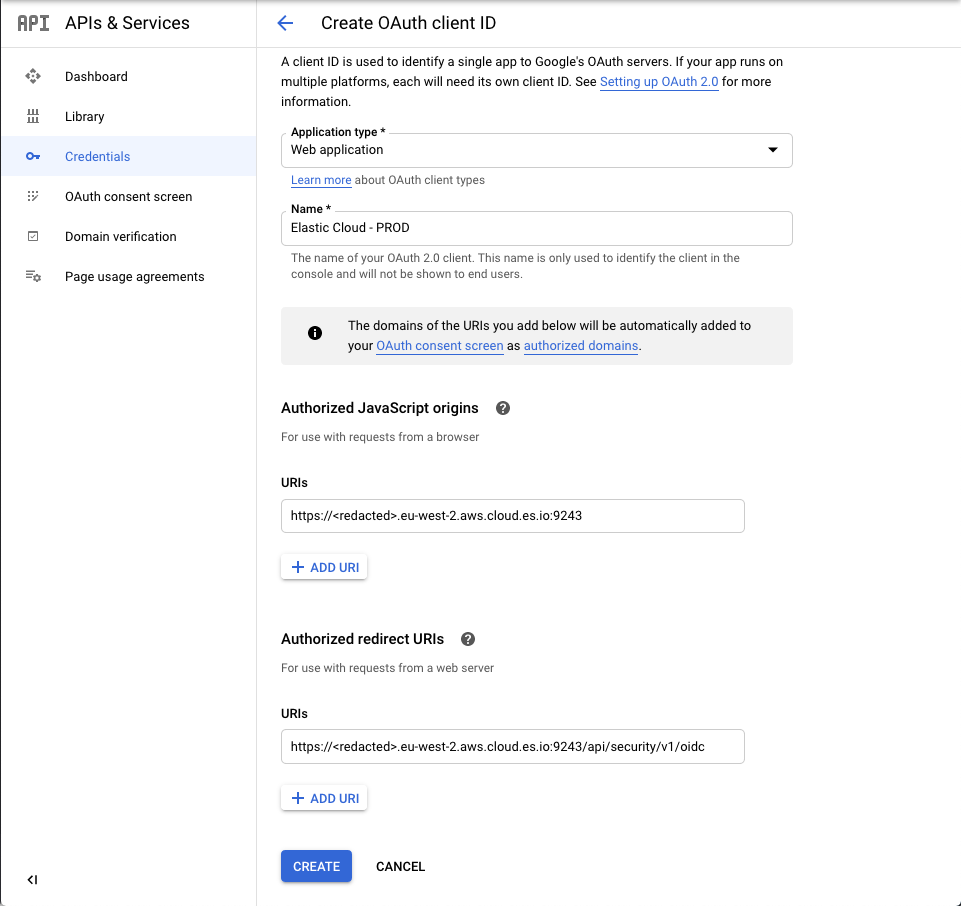 API APIs & Services
Create OAuth client ID
Dashboard
Library
Credentials
OAuth consent screen
Domain verification
Page usage agreements
A client ID is used to identify a single app to Google's OAuth servers. If your app runs on
multiple platforms, each will need its own client ID. See Setting up OAuth 2.0 for more
information.
Application type *
Web application
Learn more about OAuth client types
Name *
Elastic Cloud - PROD
The name of your OAuth 2.0 client. This name is only used to identify the client in the
console and will not be shown to end users.
The domains of the URIs you add below will be automatically added to
your OAuth consent screen as authorized domains.
Authorized JavaScript origins
For use with requests from a browser
URIs
https://<redacted>.eu-west-2.aws.cloud.es.io:9243
ADD URI
Authorized redirect URIs
For use with requests from a web server
URIs
https://<redacted>.eu-west-2.aws.cloud.es.io:9243/api/security/v1/oidc
ADD URI
CREATE
CANCEL